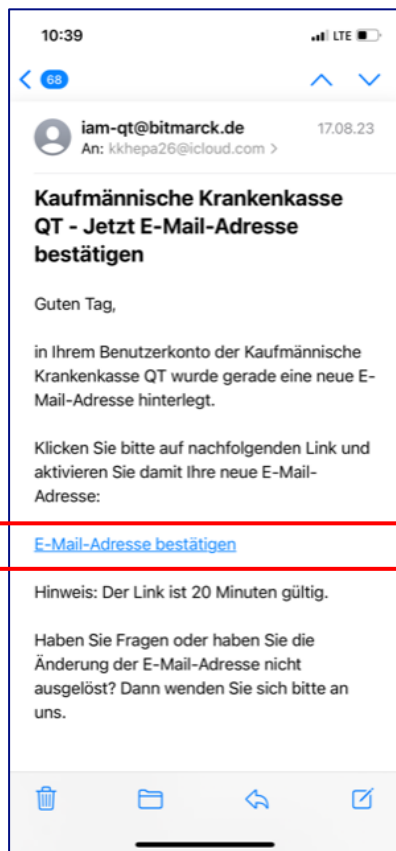 10:39
LTE
68
iam-qt@bitmarck.de 17.08.23
An: kkhepa26@icloud.com >
Kaufmännische Krankenkasse
QT - Jetzt E-Mail-Adresse
bestätigen
Guten Tag,
in Ihrem Benutzerkonto der Kaufmännische
Krankenkasse QT wurde gerade eine neue E-
Mail-Adresse hinterlegt.
Klicken Sie bitte auf nachfolgenden Link und
aktivieren Sie damit Ihre neue E-Mail-
Adresse:
E-Mail-Adresse bestätigen
Hinweis: Der Link ist 20 Minuten gültig.
Haben Sie Fragen oder haben Sie die
Änderung der E-Mail-Adresse nicht
ausgelöst? Dann wenden Sie sich bitte an
uns.